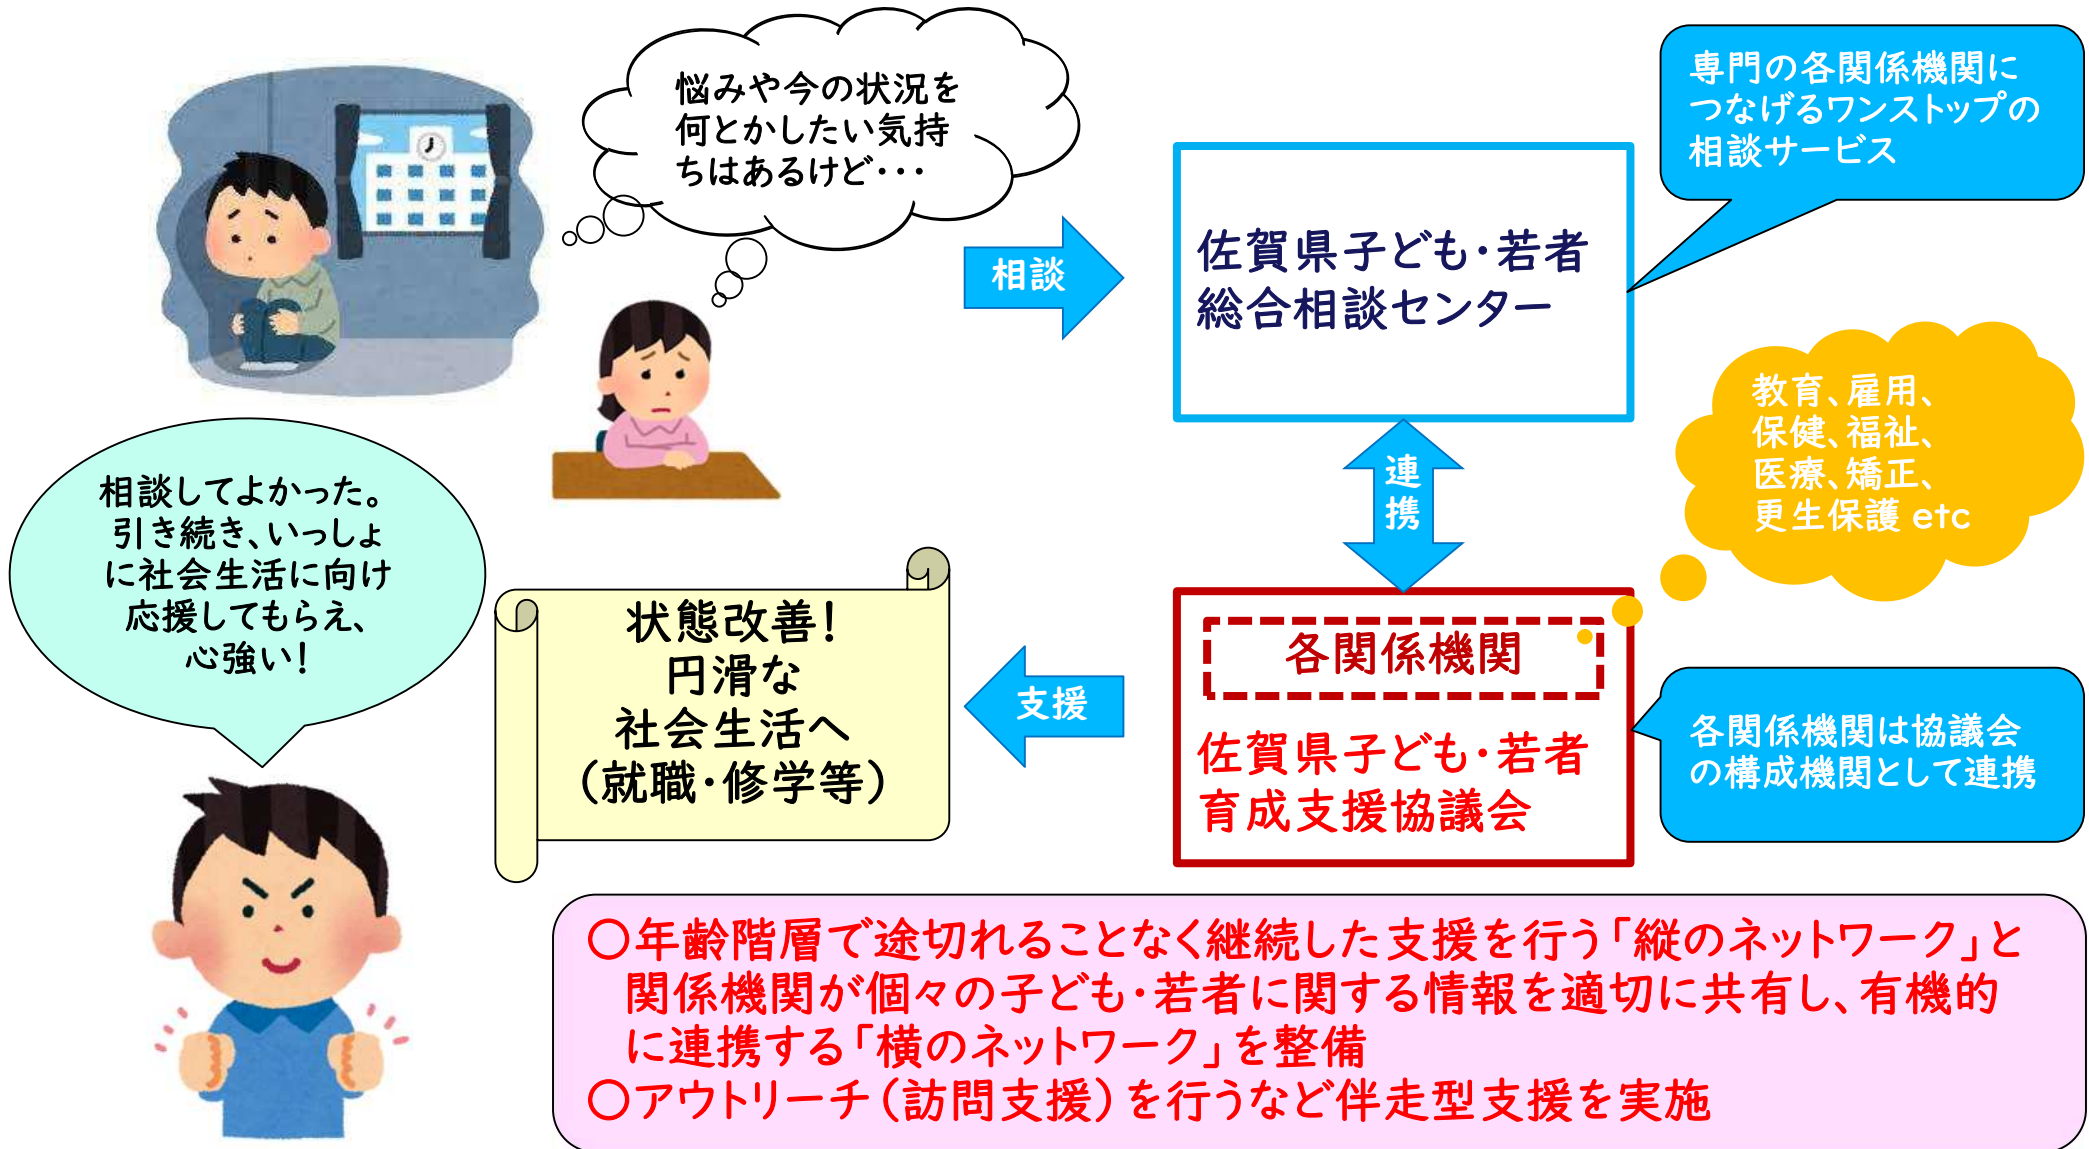 悩みや今の状況を
何とかしたい気持
ちはあるけど・・・
相談
佐賀県子ども・若者
総合相談センター
専門の各関係機関に
つなげるワンストップの
相談サービス
連
携
教育、雇用、
保健、福祉、
医療、矯正、
更生保護 etc
各関係機関
佐賀県子ども・若者
育成支援協議会
各関係機関は協議会
の構成機関として連携
支援
状態改善！
円滑な
社会生活へ
（就職・修学等）
相談してよかった。
引き続き、いっしょ
に社会生活に向け
応援してもらえ、
心強い！
○年齢階層で途切れることなく継続した支援を行う「縦のネットワーク」と
関係機関が個々の子ども・若者に関する情報を適切に共有し、有機的
に連携する「横のネットワーク」を整備
○アウトリーチ（訪問支援）を行うなど伴走型支援を実施